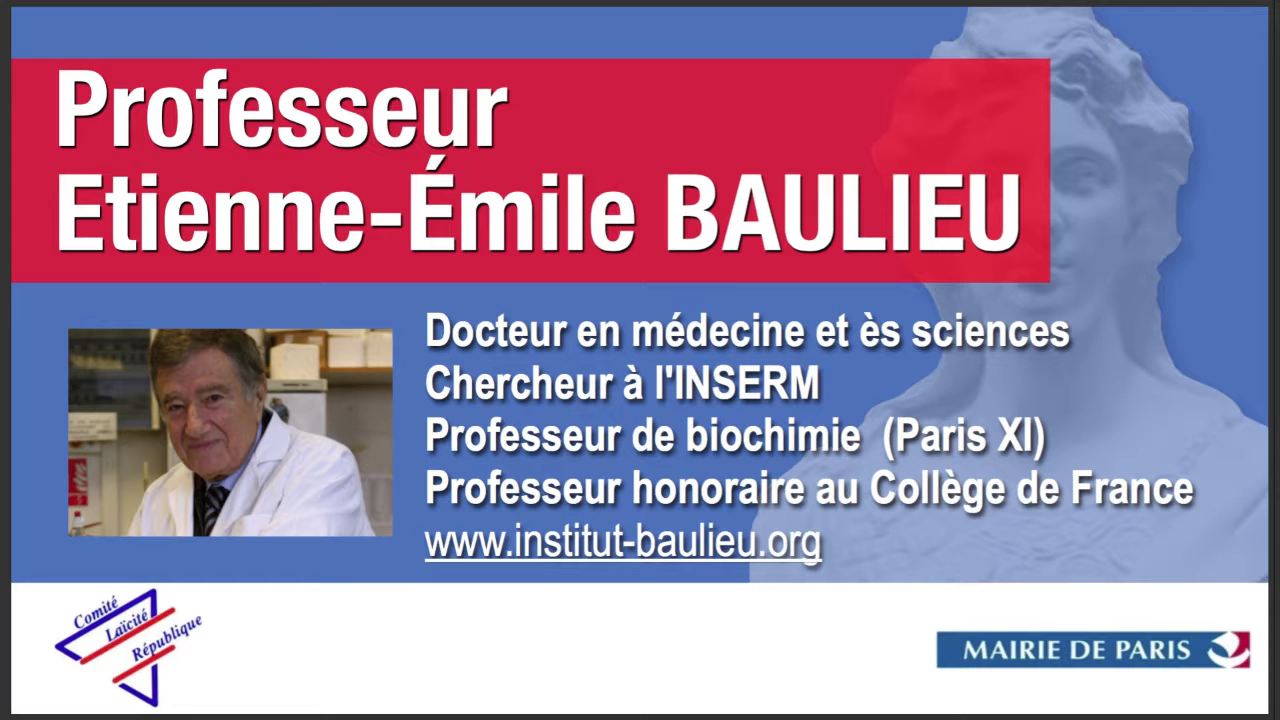 Professeur
Etienne-Émile BAULIEU
Docteur en médecine et ès sciences
Chercheur à l'INSERM
Professeur de biochimie (Paris XI)
Professeur honoraire au Collège de France
www.institut-baulieu.org
Comité
Laïcité
République
MAIRIE DE PARIS